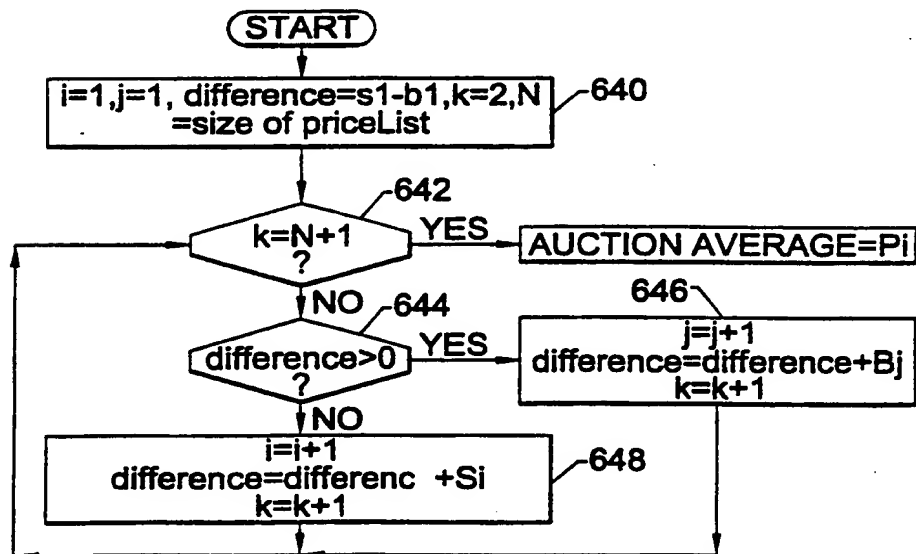 START
i=1,j=1, difference=s1-b1,k=2,N
=size of priceList
640
642
k=N+1
?
YES
AUCTION AVERAGE=Pi
NO
644
646
difference>0
?
YES
j=j+1
difference=difference+Bj
k=k+1
NO
i=i+1
difference=differenc +Si
k=k+1
648